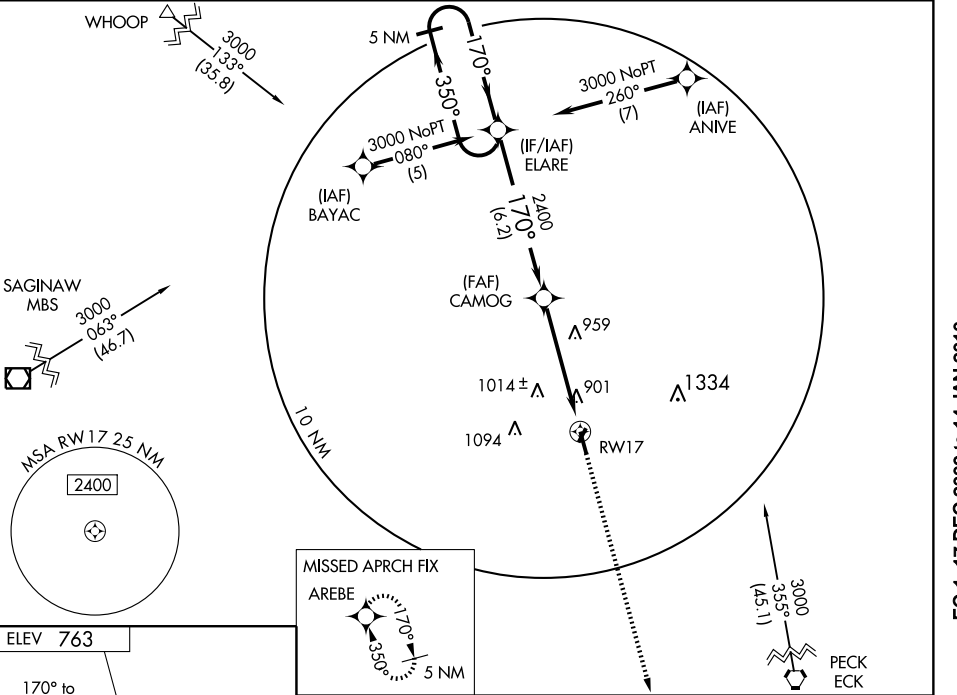 WHOOP
3000
133°
(35.8)
5 NM
170°
350°
3000 NoPT
260°
(7)
(IAF)
ANIVE
3000 NoPT
080°
(5)
(IF/IAF)
ELARE
(IAF)
BAYAC
2400
170°
(6.2)
SAGINAW
MBS
3000
063°
(46.7)
(FAF)
CAMOG
959
1014 ±
901
1334
1094
RW17
10 NM
MSA RW17 25 NM
2400
MISSED APRCH FIX
AREBE
170°
350°
5 NM
3000
355°
(45.1)
PECK
ECK
ELEV 763
170° to